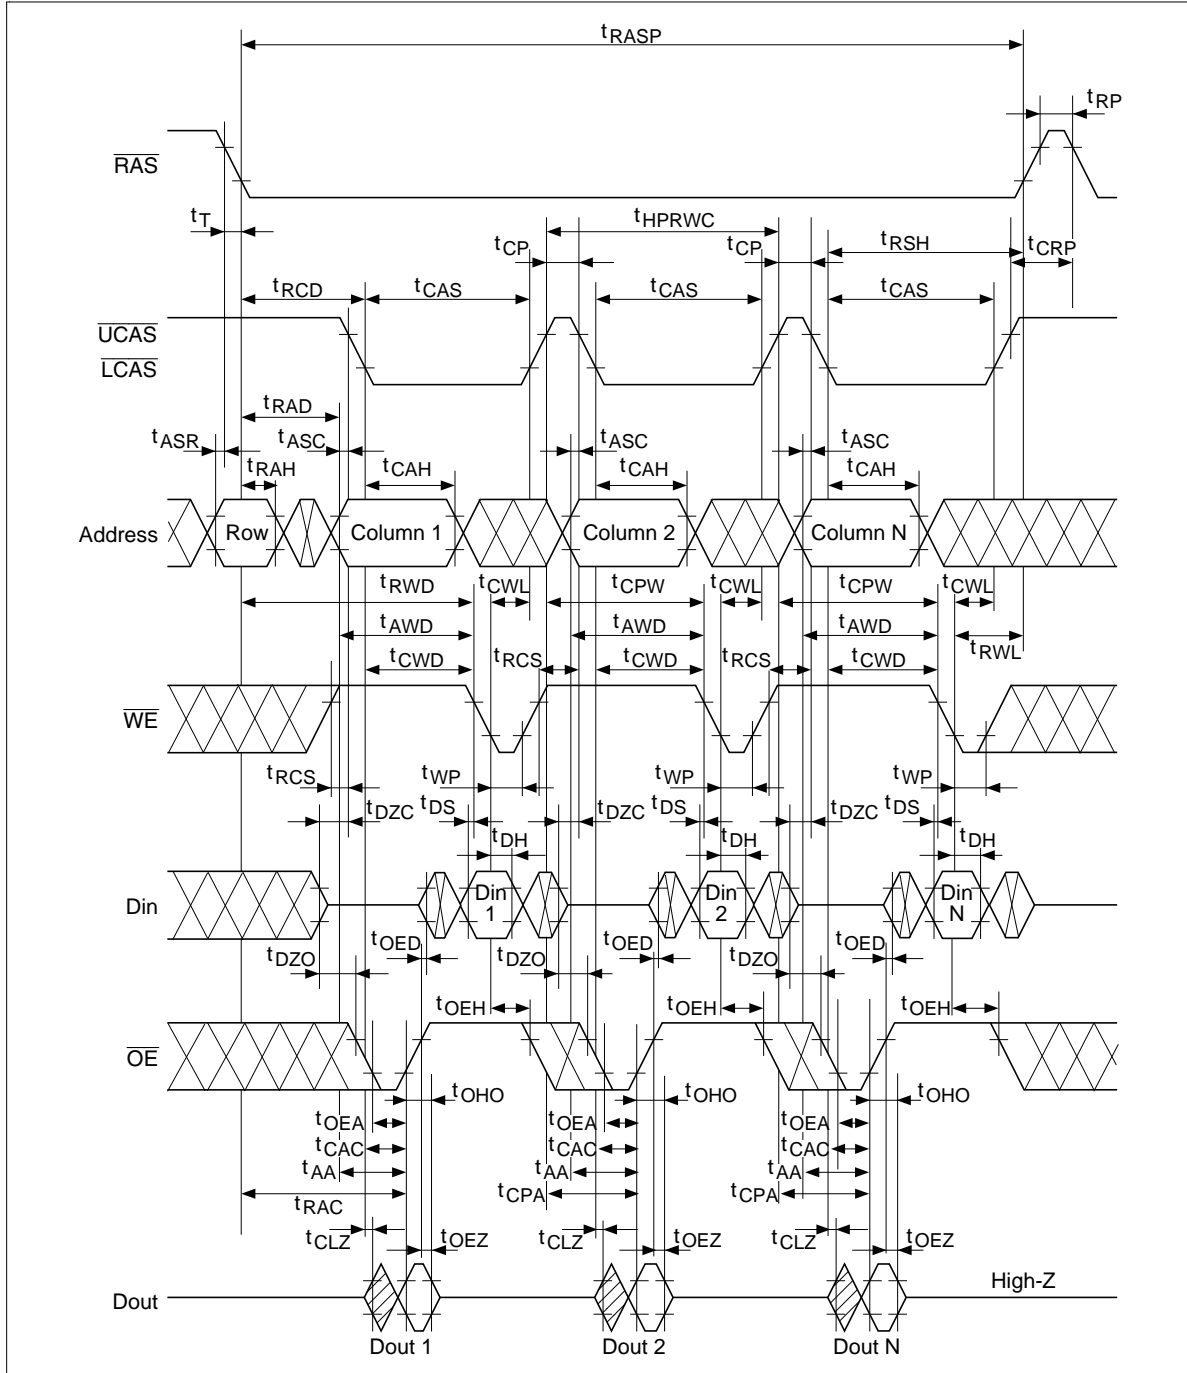 tRASP
tRP
RAS
tT
tHPRWC
tRSH
tCP
tCP
tCRP
tRCD
tCAS
tCAS
tCAS
UCAS
LCAS
tRAD
tASR
tASC
tASC
tASC
tRAH
tCAH
tCAH
tCAH
Address
Row
Column 1
Column 2
Column N
tRWD
tCWL
tCPW
tCWL
tCPW
tCWL
tAWD
tAWD
tAWD
tRWL
tCWD
tRCS
tCWD
tRCS
tCWD
WE
tRCS
tWP
tWP
tWP
tDZC
tDS
tDZC
tDS
tDZC
tDS
tDH
tDH
tDH
Din
Din 1
Din 2
Din N
tOED
tOED
tOED
tDZO
tDZO
tDZO
tOEH
tOEH
tOEH
OE
tOHO
tOHO
tOHO
tOEA
tOEA
tOEA
tCAC
tCAC
tCAC
tAA
tAA
tAA
tRAC
tCPA
tCPA
tCLZ
tOEZ
tCLZ
tOEZ
tCLZ
tOEZ
High-Z
Dout
Dout 1
Dout 2
Dout N